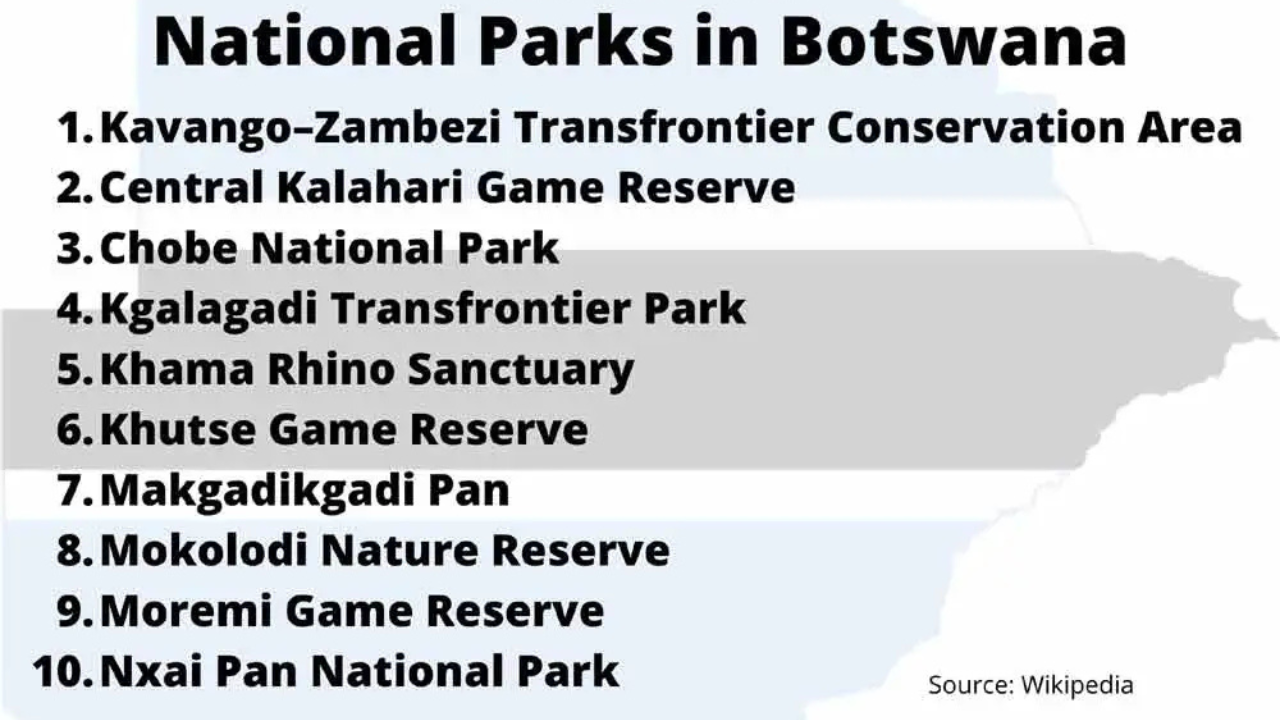 National Parks in Botswana
1. Kavango–Zambezi Transfrontier Conservation Area
2. Central Kalahari Game Reserve
3. Chobe National Park
4. Kgalagadi Transfrontier Park
5. Khama Rhino Sanctuary
6. Khutse Game Reserve
7. Makgadikgadi Pan
8. Mokolodi Nature Reserve
9. Moremi Game Reserve
10. Nxai Pan National Park
Source: Wikipedia